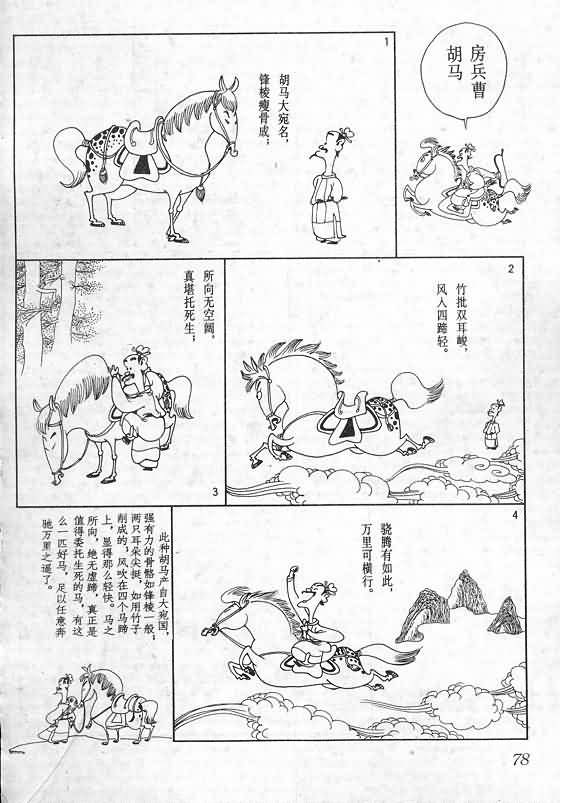 房兵曹
胡马
1
胡马大宛名，
锋棱瘦骨成；
2
竹批双耳峻，
风入四蹄轻。
所向无空阔，
真堪托死生；
3
4
骁腾有如此，
万里可横行。
此种胡马产自大宛国，
强有力的骨骼如锋棱一般，
两只耳朵尖挺，如用竹子
削成的，风吹在四个马蹄
上，显得那么轻快。马之
所向，绝无虚蹄，真正是
值得委托生死的马，有这
么一匹好马，足以任意奔
驰万里之遥了。
78